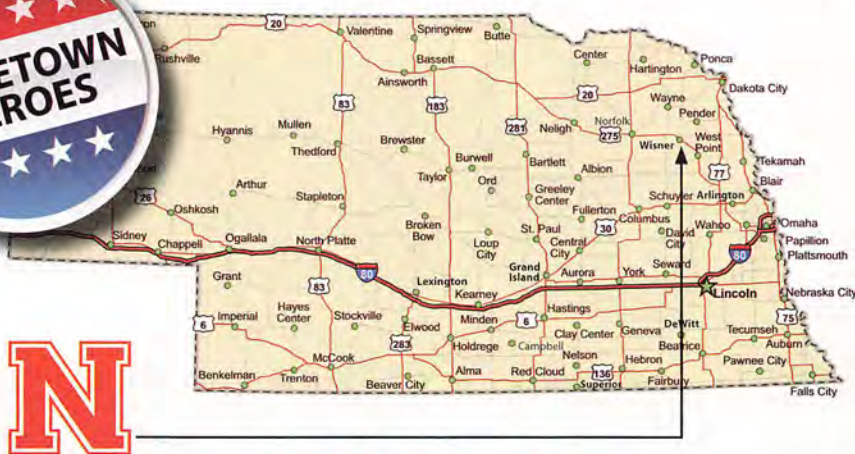 20
Valentine
Springview
Butte
Rushville
Center
Hartington
Ponca
Bassett
Ainsworth
Dakota City
20
83
183
Wayne
Pender
Hyannis
Mullen
Thedford
Brewster
281
Neligh
Norfolk
275
Wisner
West
Point
Burwell
Bartlett
Albion
77
Tekamah
Taylor
Ord
Blair
Arthur
26
Oshkosh
Stapleton
Greeley
Center
Fullerton
Schuyler
Arlington
Columbus
Broken
Bow
Loup
City
St. Paul
Central
City
30
David
City
Wahoo
Omaha
Papillion
Plattsmouth
Sidney
Chappell
Ogallala
North Platte
80
Grand
Island
Aurora
York
Seward
80
Lincoln
Grant
83
Lexington
Kearney
Nebraska City
Hastings
Imperial
6
Hayes
Center
Stockville
Elwood
283
Minden
6
Clay Center
Geneva
DeWitt
75
Holdrege
Campbell
Beatrice
Tecumseh
Auburn
McCook
Nelson
Hebron
Pawnee City
Benkelman
Trenton
Beaver City
Alma
Red Cloud
136
Superior
Fairbury
Falls City
N